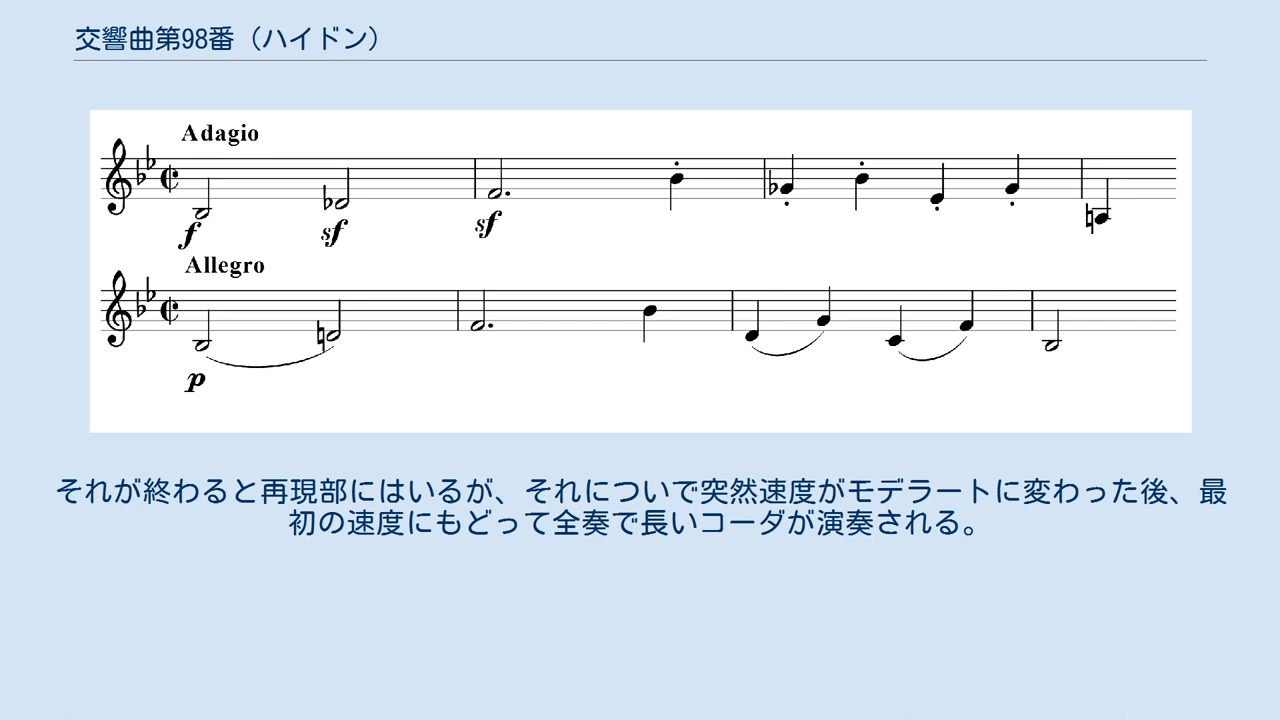 交響曲第98番（ハイドン）
Adagio
f sf sf
Allegro
p
それが終わると再現部にはいるが、それについで突然速度がモデラートに変わった後、最
初の速度にもどって全奏で長いコーダが演奏される。